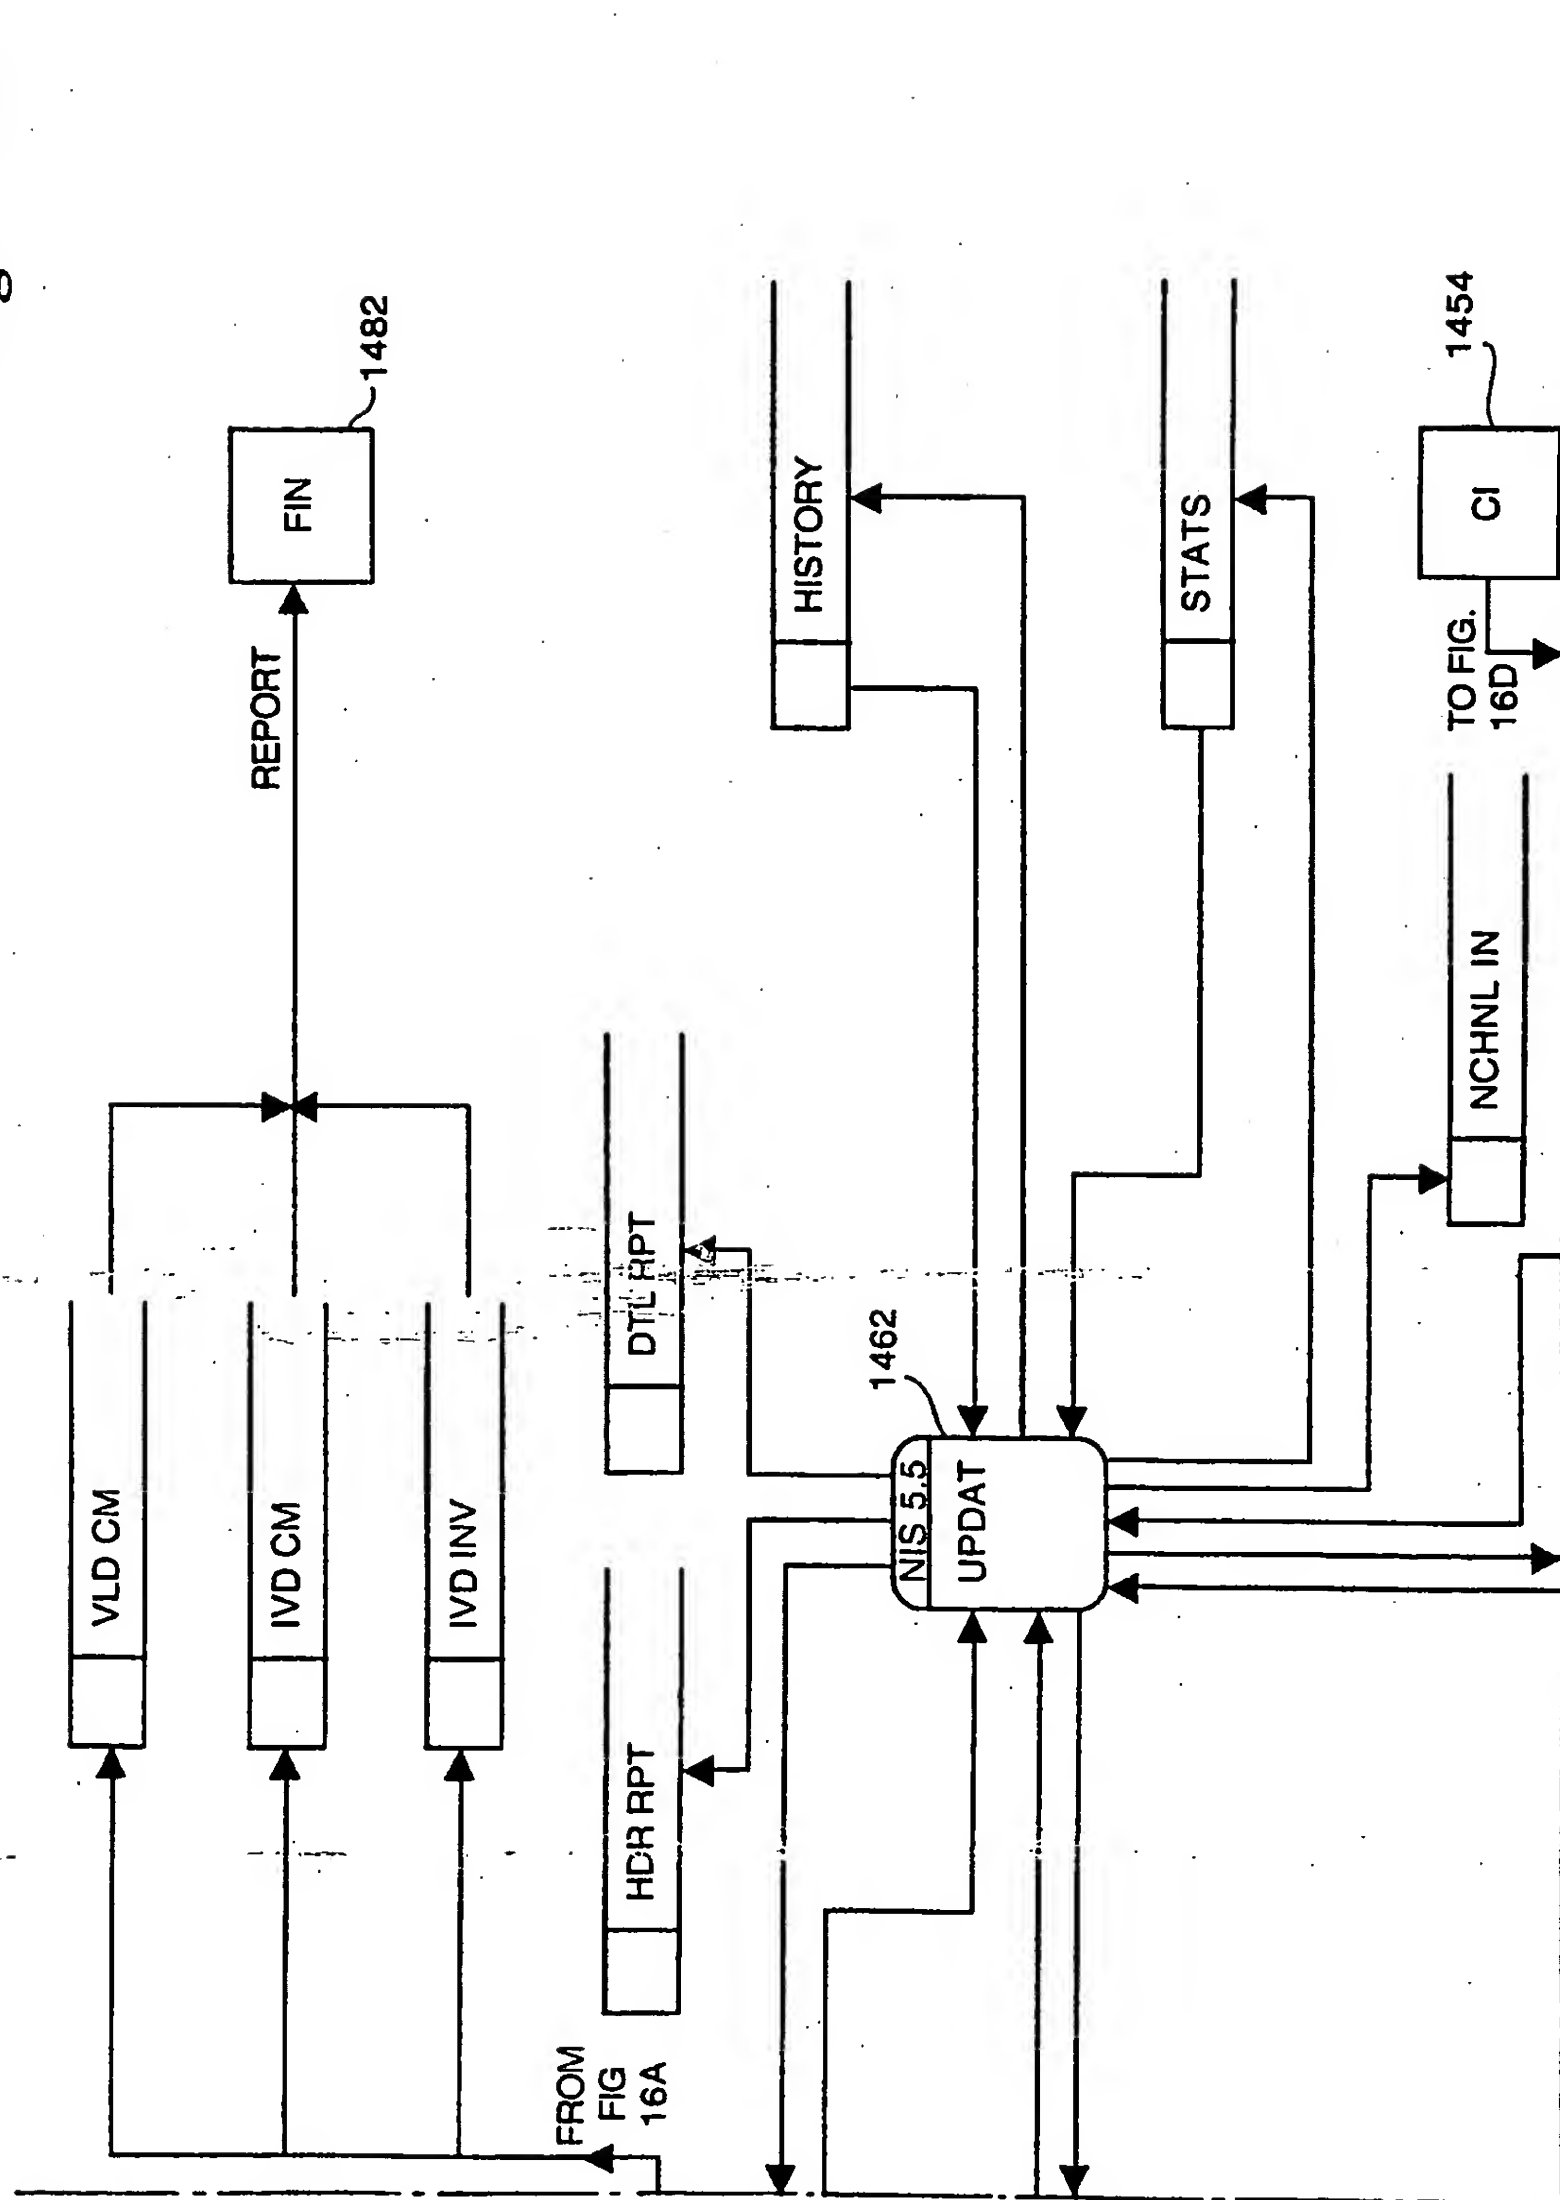 VLD CM
IVD CM
IVD INV
REPORT
FIN
1482
FROM
FIG
16A
HDR RPT
DTL RPT
HISTORY
1462
NIS 5.5
UPDAT
STATS
NCHNL IN
TO FIG.
16D
CI
1454